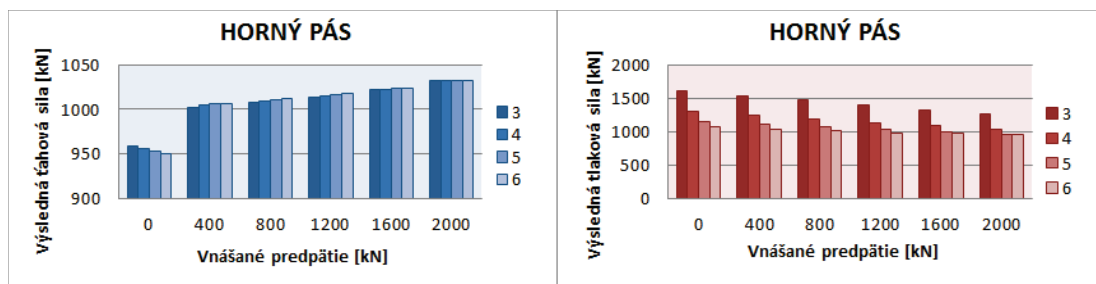 HORNÝ PÁS
Výsledná ťahová sila [kN]
1050
1000
950
900
0 400 800 1200 1600 2000
Vnášané predpätie [kN]
3
4
5
6
HORNÝ PÁS
Výsledná tlaková sila [kN]
2000
1500
1000
500
0
0 400 800 1200 1600 2000
Vnášané predpätie [kN]
3
4
5
6